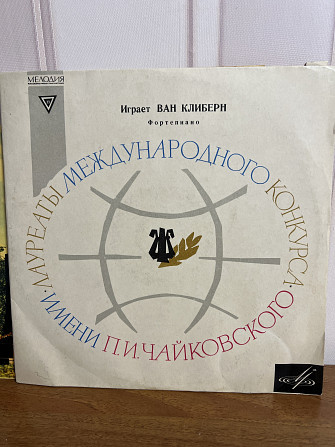 МЕЛОДИЯ
Играет ВАН КЛИБЕРН
Фортепиано
ЛАУРЕАТЫ МЕЖДУНАРОДНОГО КОНКУРСА
ИМЕНИ П.И.ЧАЙКОВСКОГО